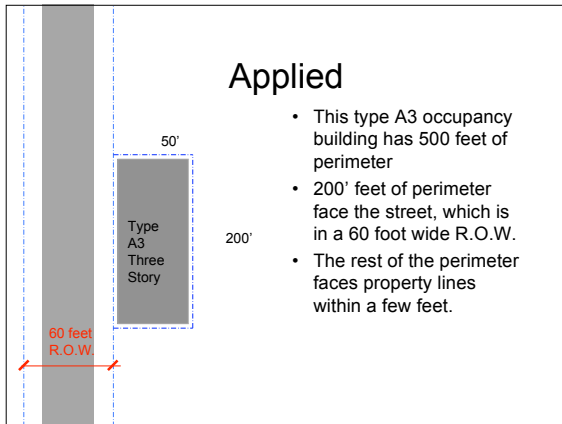 Applied
• This type A3 occupancy
building has 500 feet of
perimeter
• 200’ feet of perimeter
face the street, which is
in a 60 foot wide R.O.W.
• The rest of the perimeter
faces property lines
within a few feet.
50’
200’
Type
A3
Three
Story
60 feet
R.O.W.